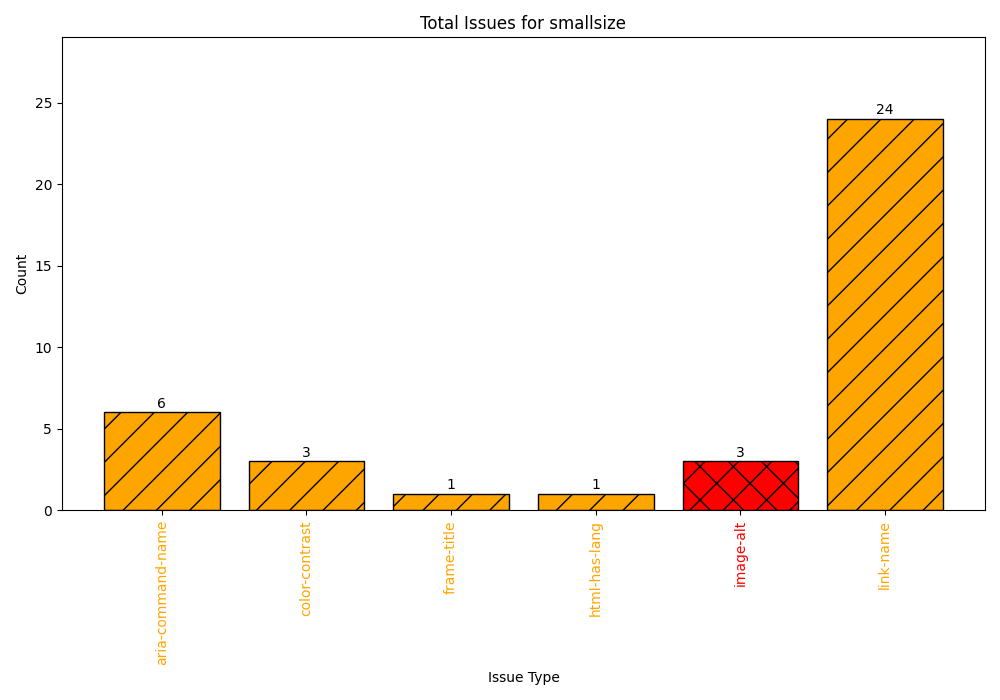 Total Issues for smallsize
Count
25
20
15
10
5
0
6
3
1
1
3
24
aria-command-name
color-contrast
frame-title
html-has-lang
image-alt
link-name
Issue Type